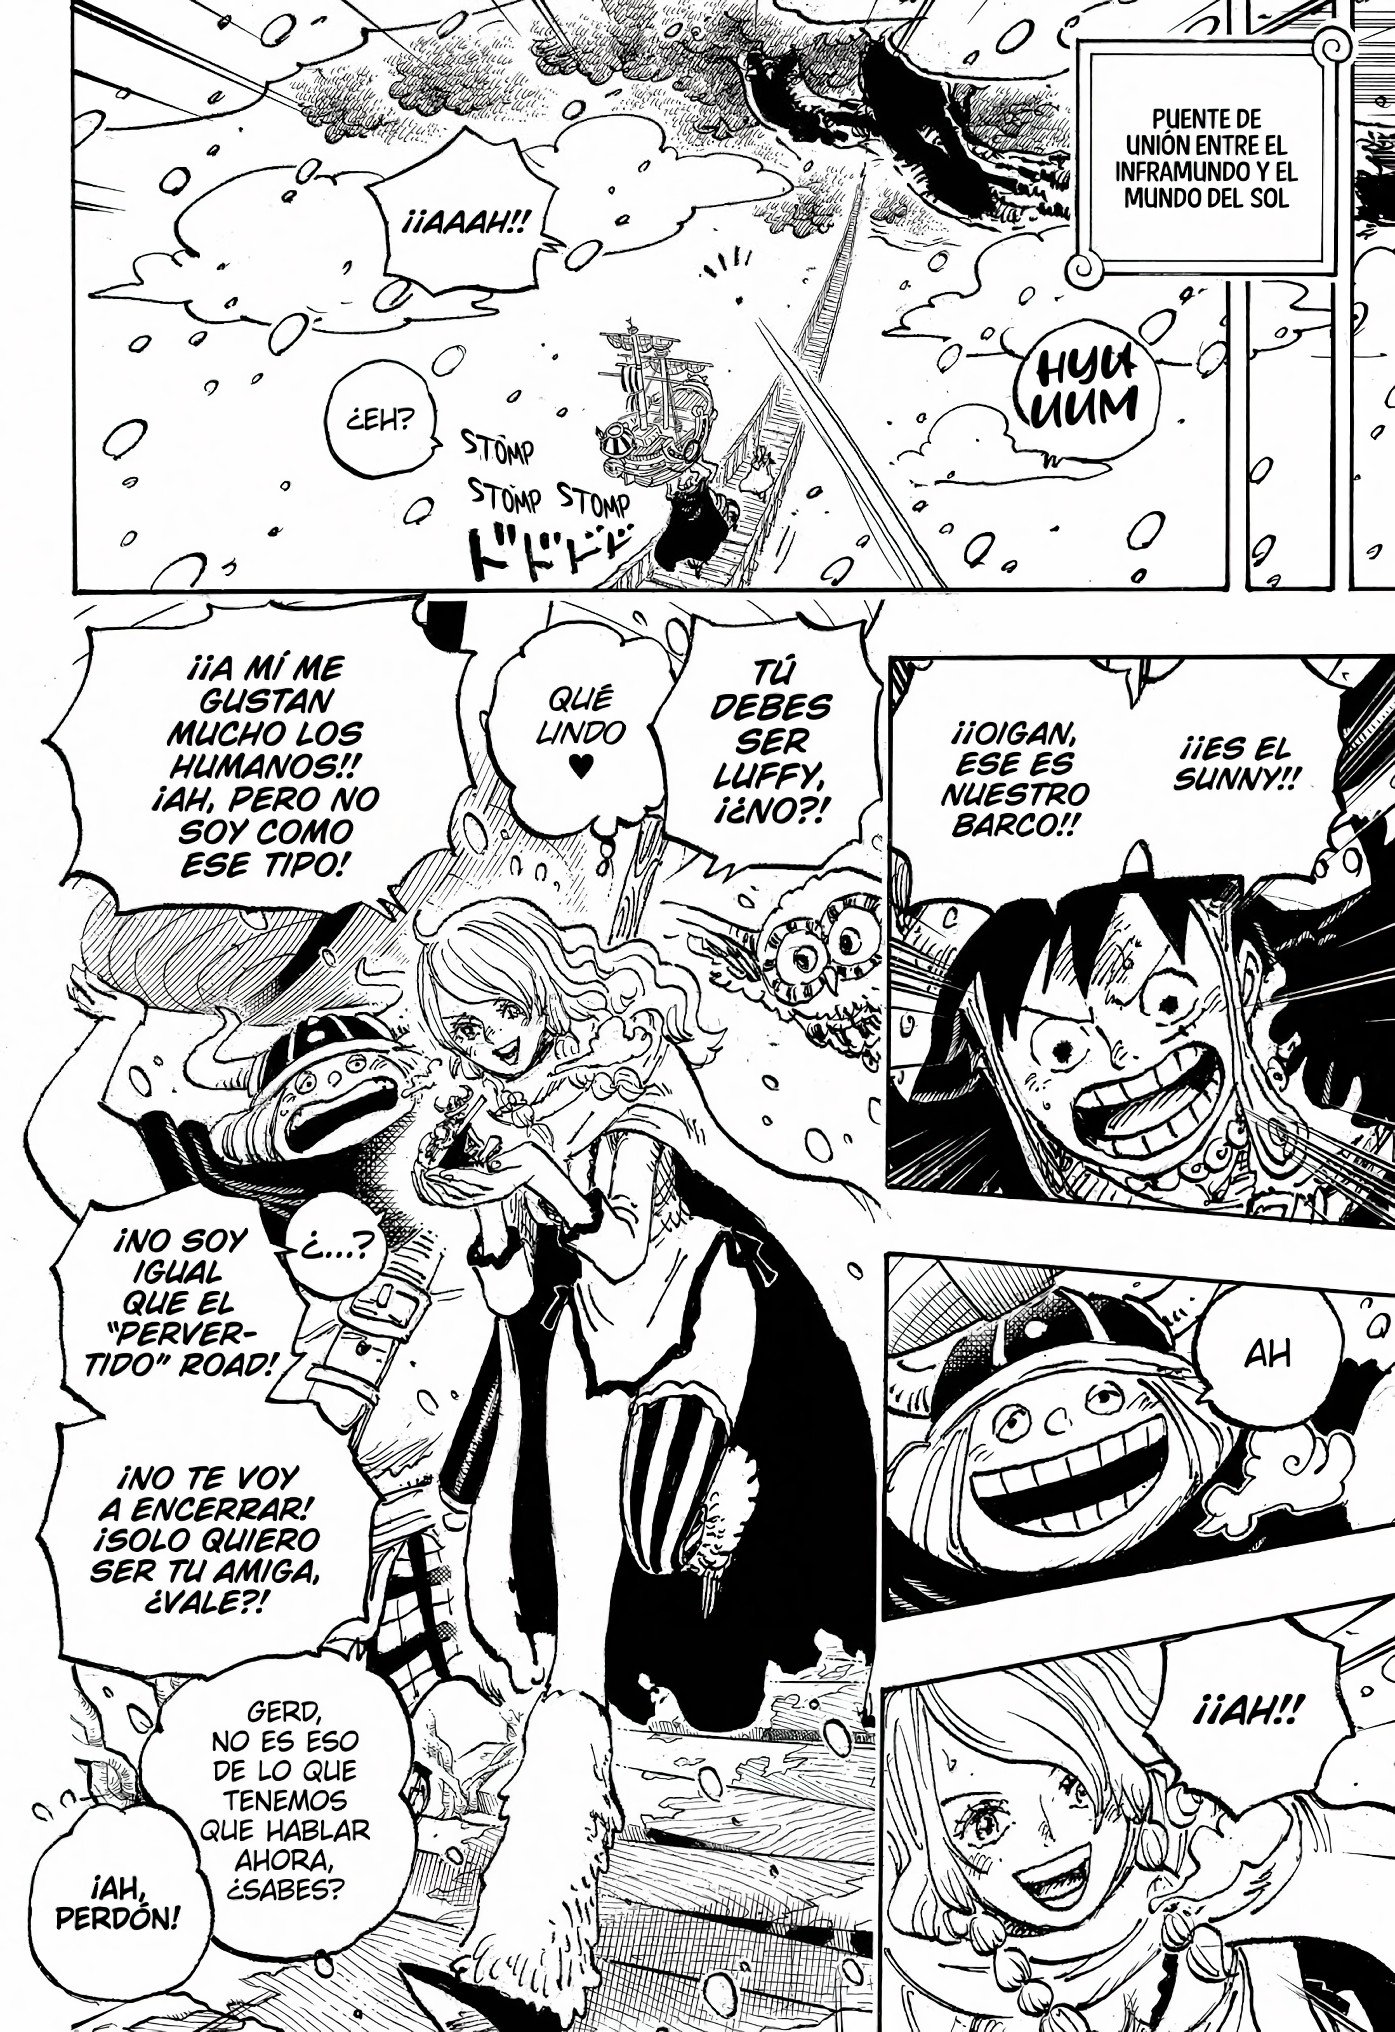 PUENTE DE
UNIÓN ENTRE EL
INFRAMUNDO Y EL
MUNDO DEL SOL
¡¡AAAH!!
HYU
UUM
¿EH?
STOMP
STOMP STOMP
ドドドド
¡¡ES EL
SUNNY!!
¡¡OIGAN,
ESE ES
NUESTRO
BARCO!!
AH
¡¡AH!!
TÚ
DEBES
SER
LUFFY,
¡¿NO?!
QUÉ
LINDO
♥
¡¡A MÍ ME
GUSTAN
MUCHO LOS
HUMANOS!!
¡AH, PERO NO
SOY COMO
ESE TIPO!
¿...?
¡NO SOY
IGUAL
QUE EL
"PERVER-
TIDO" ROAD!
¡NO TE VOY
A ENCERRAR!
¡SOLO QUIERO
SER TU AMIGA,
¿VALE?!
GERD,
NO ES ESO
DE LO QUE
TENEMOS
QUE HABLAR
AHORA,
¿SABES?
¡AH,
PERDÓN!